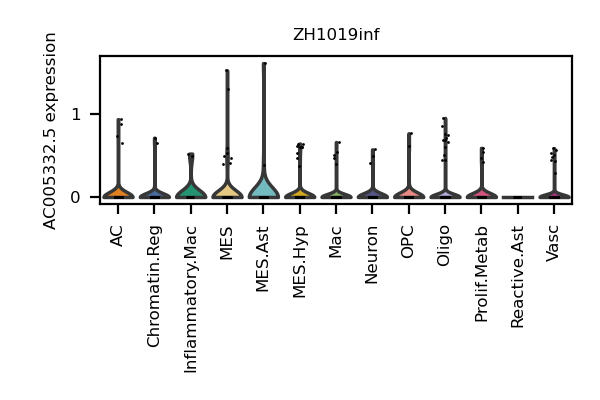 ZH1019inf
AC005332.5 expression
1
0
AC
Chromatin.Reg
Inflammatory.Mac
MES
MES.Ast
MES.Hyp
Mac
Neuron
OPC
Oligo
Prolif.Metab
Reactive.Ast
Vasc